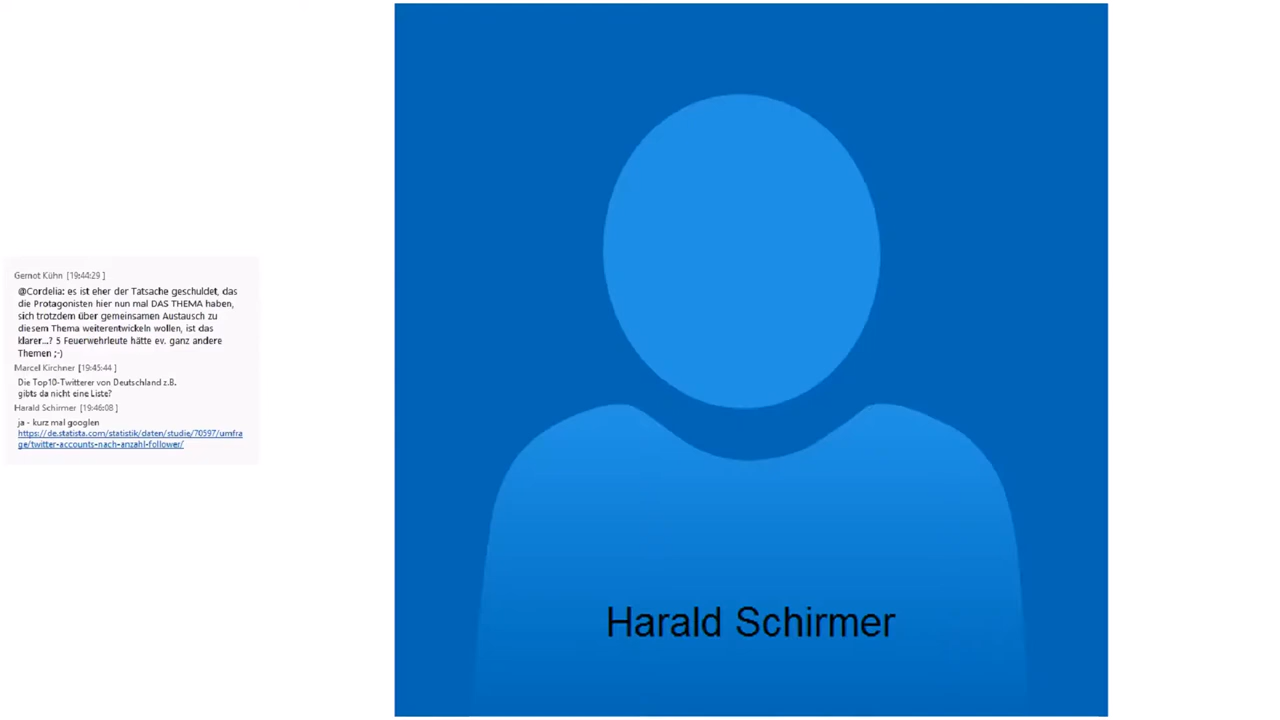 Gernot Kühn [19:44:29 ]
@Cordelia: es ist eher der Tatsache geschuldet, das
die Protagonisten hier nun mal DAS THEMA haben,
sich trotzdem über gemeinsamen Austausch zu
diesem Thema weiterentwickeln wollen, ist das
klarer...? 5 Feuerwehrleute hätte ev. ganz andere
Themen ;-)
Marcel Kirchner [19:45:44 ]
Die Top10-Twitterer von Deutschland z.B.
gibts da nicht eine Liste?
Harald Schirmer [19:46:08 ]
ja - kurz mal googlen
https://de.statista.com/statistik/daten/studie/70597/umfra
ge/twitter-accounts-nach-anzahl-follower/
Harald Schirmer